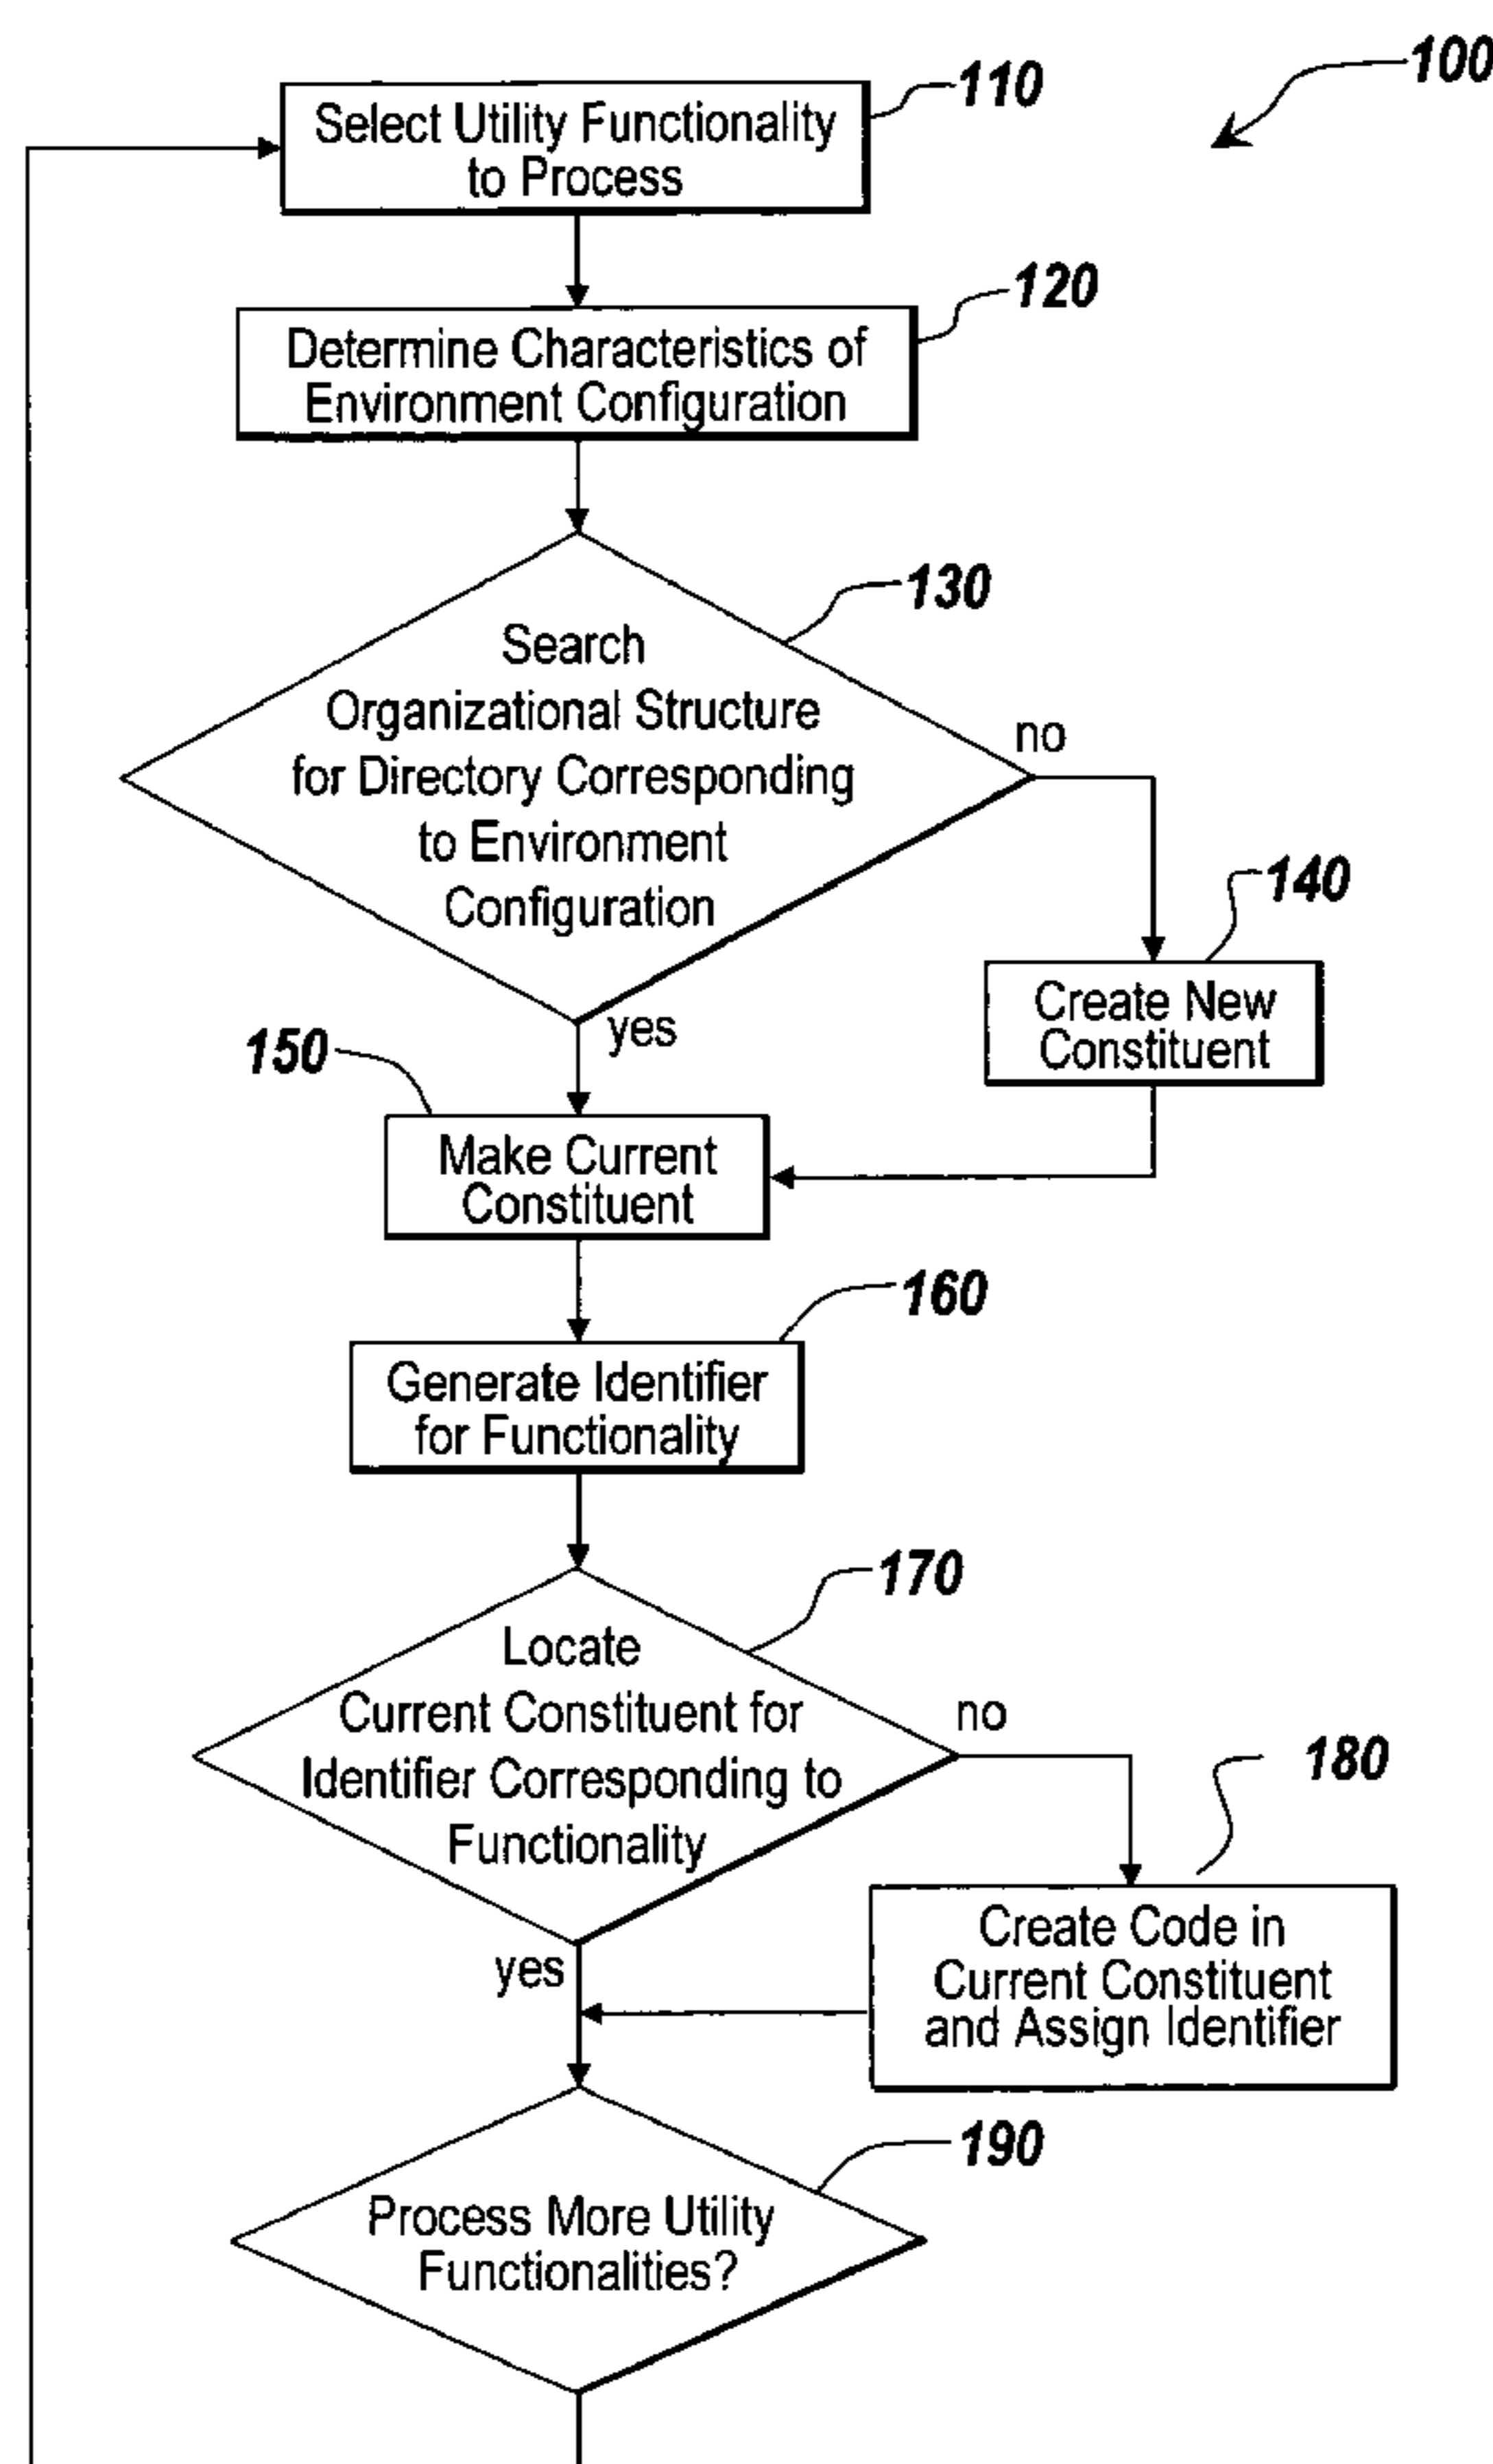 100
110
Select Utility Functionality
to Process
120
Determine Characteristics of
Environment Configuration
130
Search
Organizational Structure
for Directory Corresponding
to Environment
Configuration
no
yes
140
Create New
Constituent
150
Make Current
Constituent
160
Generate Identifier
for Functionality
170
Locate
Current Constituent for
Identifier Corresponding to
Functionality
no
yes
180
Create Code in
Current Constituent
and Assign Identifier
190
Process More Utility
Functionalities?